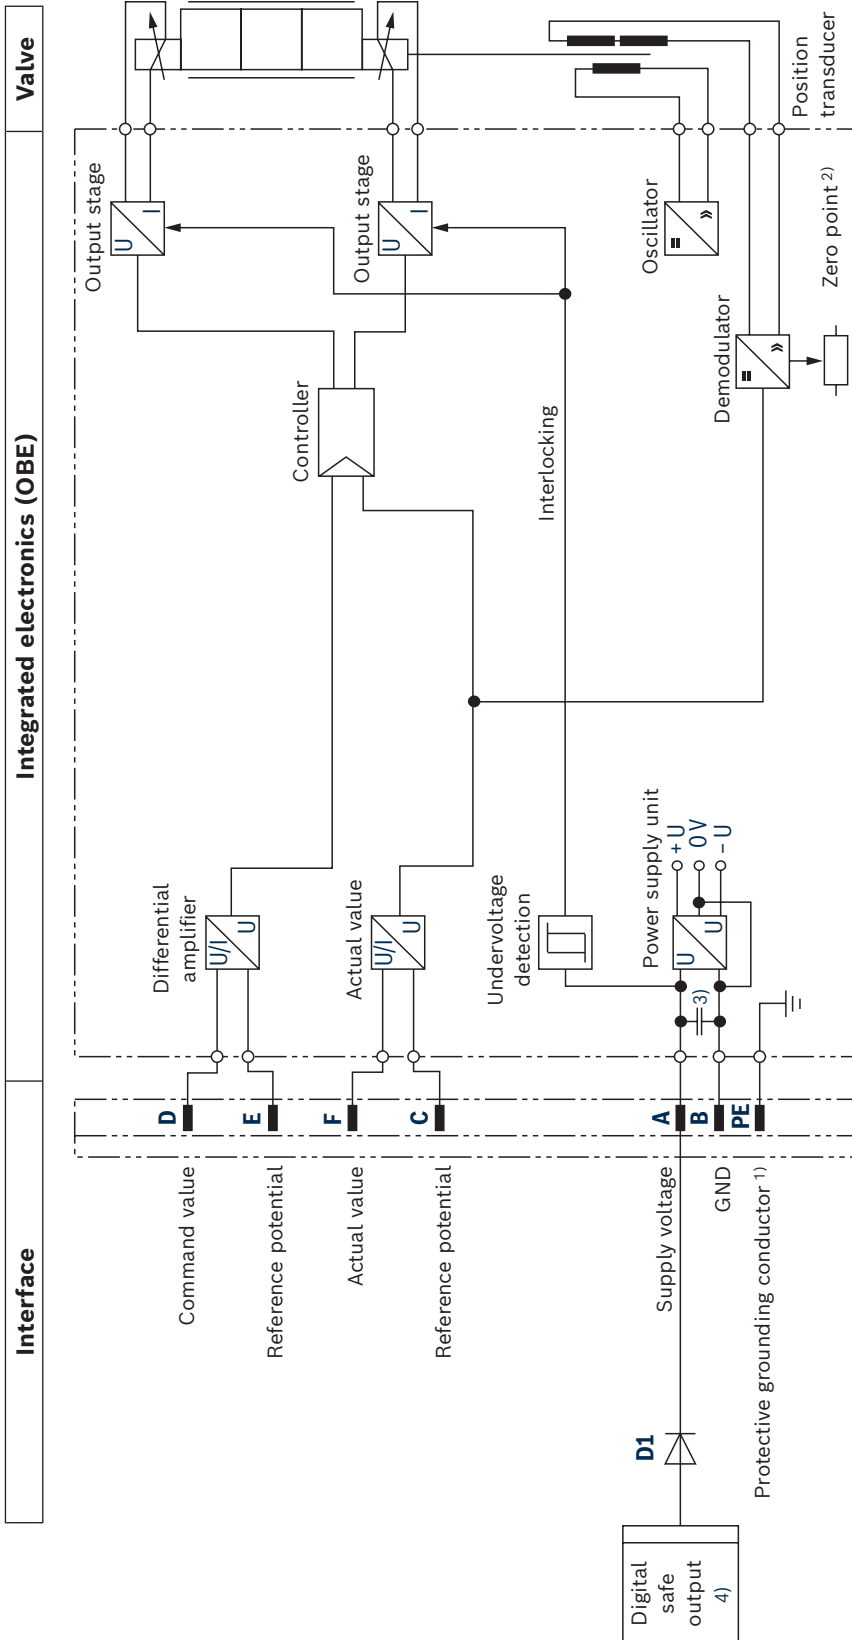 Interface
Integrated electronics (OBE)
Valve
Command value
D
Reference potential
E
Differential
amplifier
U/I
U
Actual value
F
Reference potential
C
Actual value
U/I
U
Controller
Output stage
U
I
Output stage
U
I
Undervoltage
detection
Interlocking
Digital
safe
output
4)
D1
Supply voltage
A
GND
B
Protective grounding conductor 1)
PE
3)
Power supply unit
U
U
+ U
0 V
– U
Oscillator
=
Demodulator
=
Zero point 2)
Position
transducer